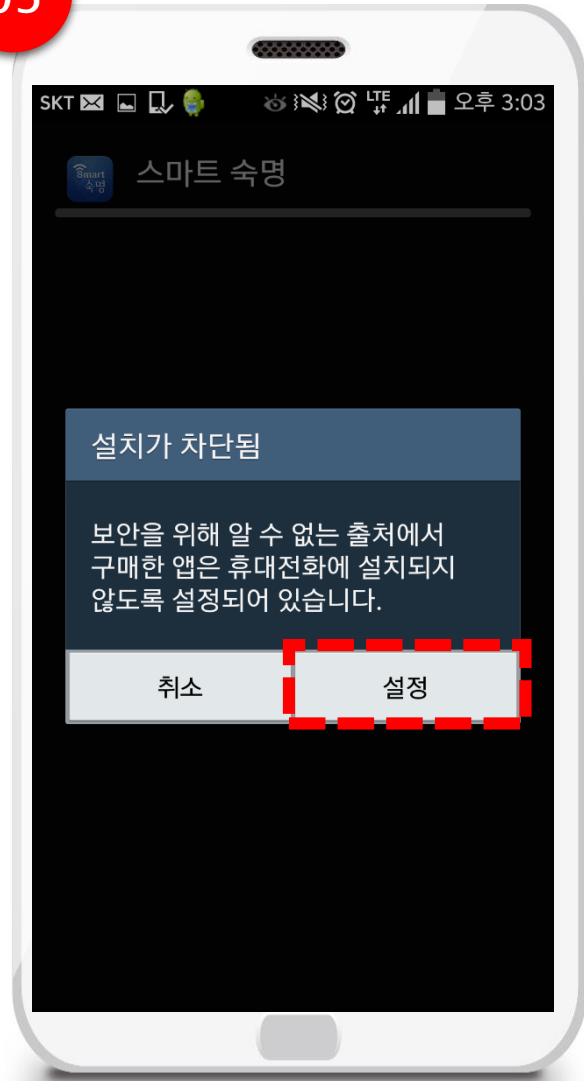 SKT LTE 오후 3:03
Smart
숙명
스마트 숙명
설치가 차단됨
보안을 위해 알 수 없는 출처에서
구매한 앱은 휴대전화에 설치되지
않도록 설정되어 있습니다.
취소 설정